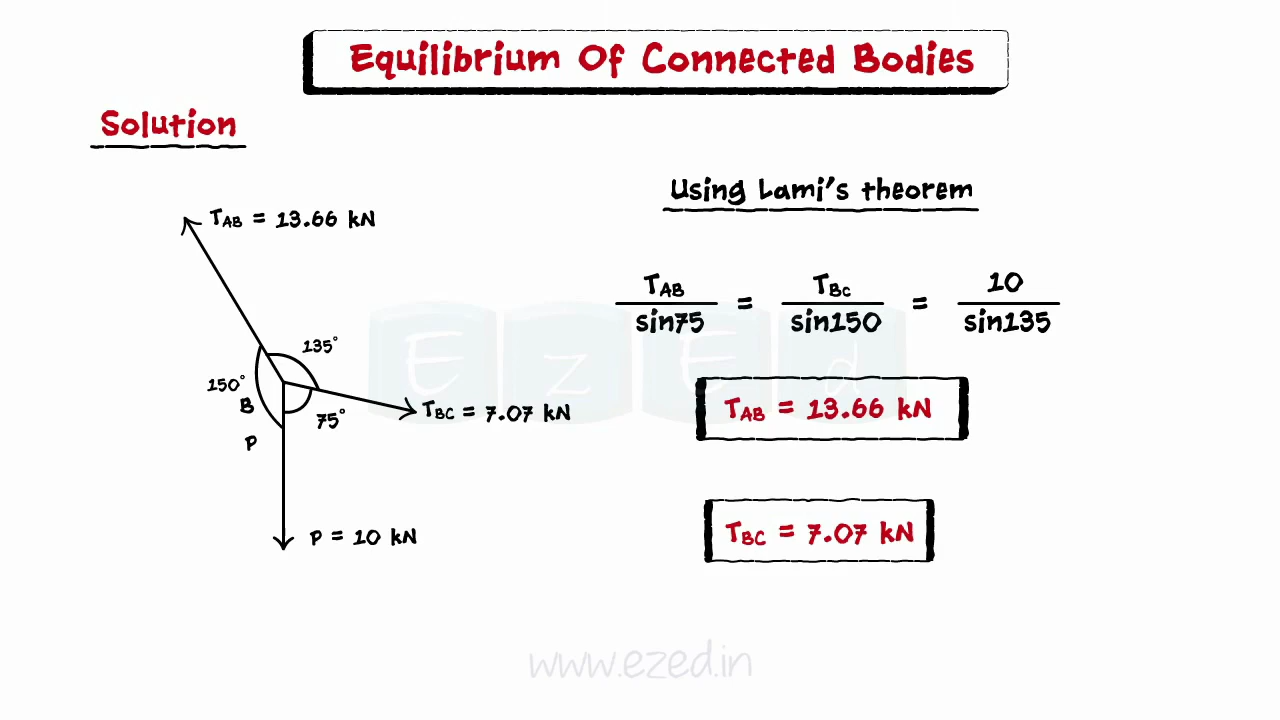 Equilibrium Of Connected Bodies
Solution
Using Lami's theorem
TAB = 13.66 kN
TAB / sin75 = TBC / sin150 = 10 / sin135
135°
150°
B
75°
TBC = 7.07 kN
P
P = 10 kN
TAB = 13.66 kN
TBC = 7.07 kN
EzEd
www.ezed.in